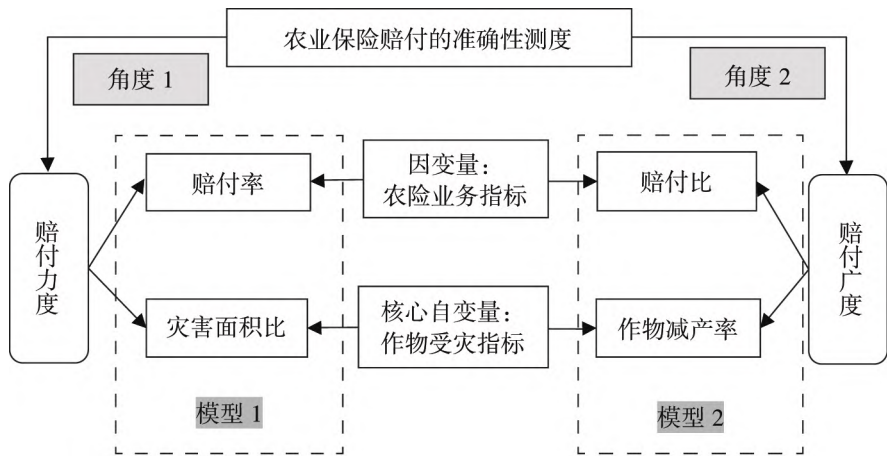 农业保险赔付的准确性测度
角度 1
角度 2
赔付率
因变量：
农险业务指标
赔付比
赔付力度
赔付广度
灾害面积比
核心自变量：
作物受灾指标
作物减产率
模型 1
模型 2